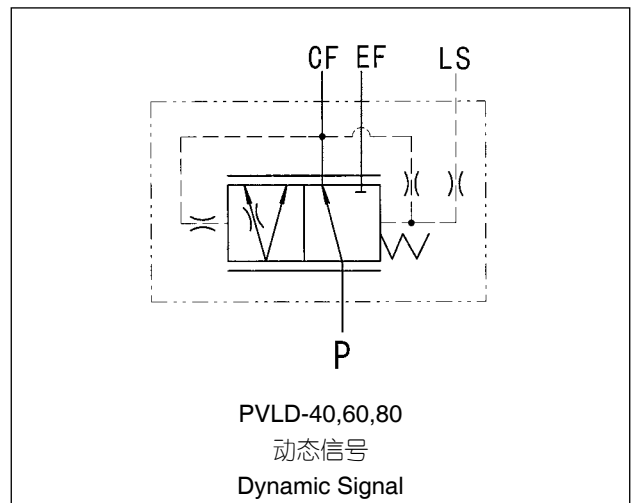 CF EF LS
P
PVLD-40,60,80
动态信号
Dynamic Signal